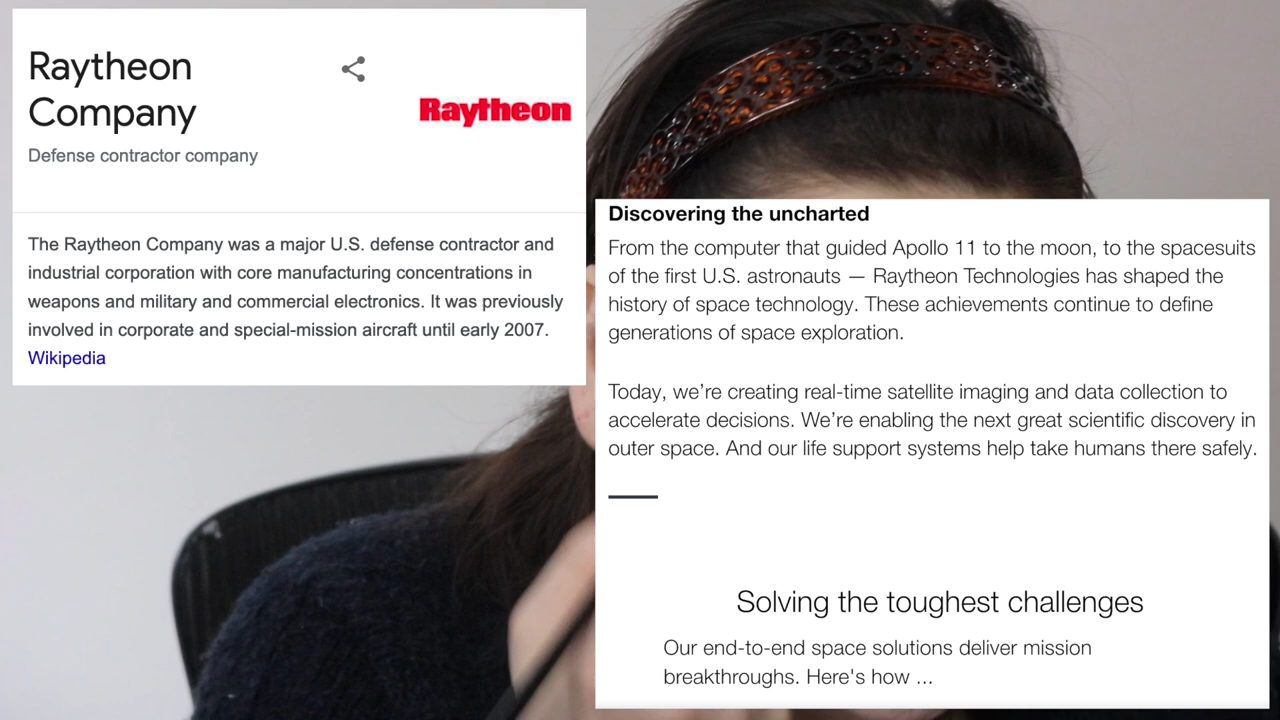 Raytheon
Company
Raytheon
Defense contractor company
The Raytheon Company was a major U.S. defense contractor and
industrial corporation with core manufacturing concentrations in
weapons and military and commercial electronics. It was previously
involved in corporate and special-mission aircraft until early 2007.
Wikipedia
Discovering the uncharted
From the computer that guided Apollo 11 to the moon, to the spacesuits
of the first U.S. astronauts — Raytheon Technologies has shaped the
history of space technology. These achievements continue to define
generations of space exploration.
Today, we’re creating real-time satellite imaging and data collection to
accelerate decisions. We’re enabling the next great scientific discovery in
outer space. And our life support systems help take humans there safely.
Solving the toughest challenges
Our end-to-end space solutions deliver mission
breakthroughs. Here's how ...